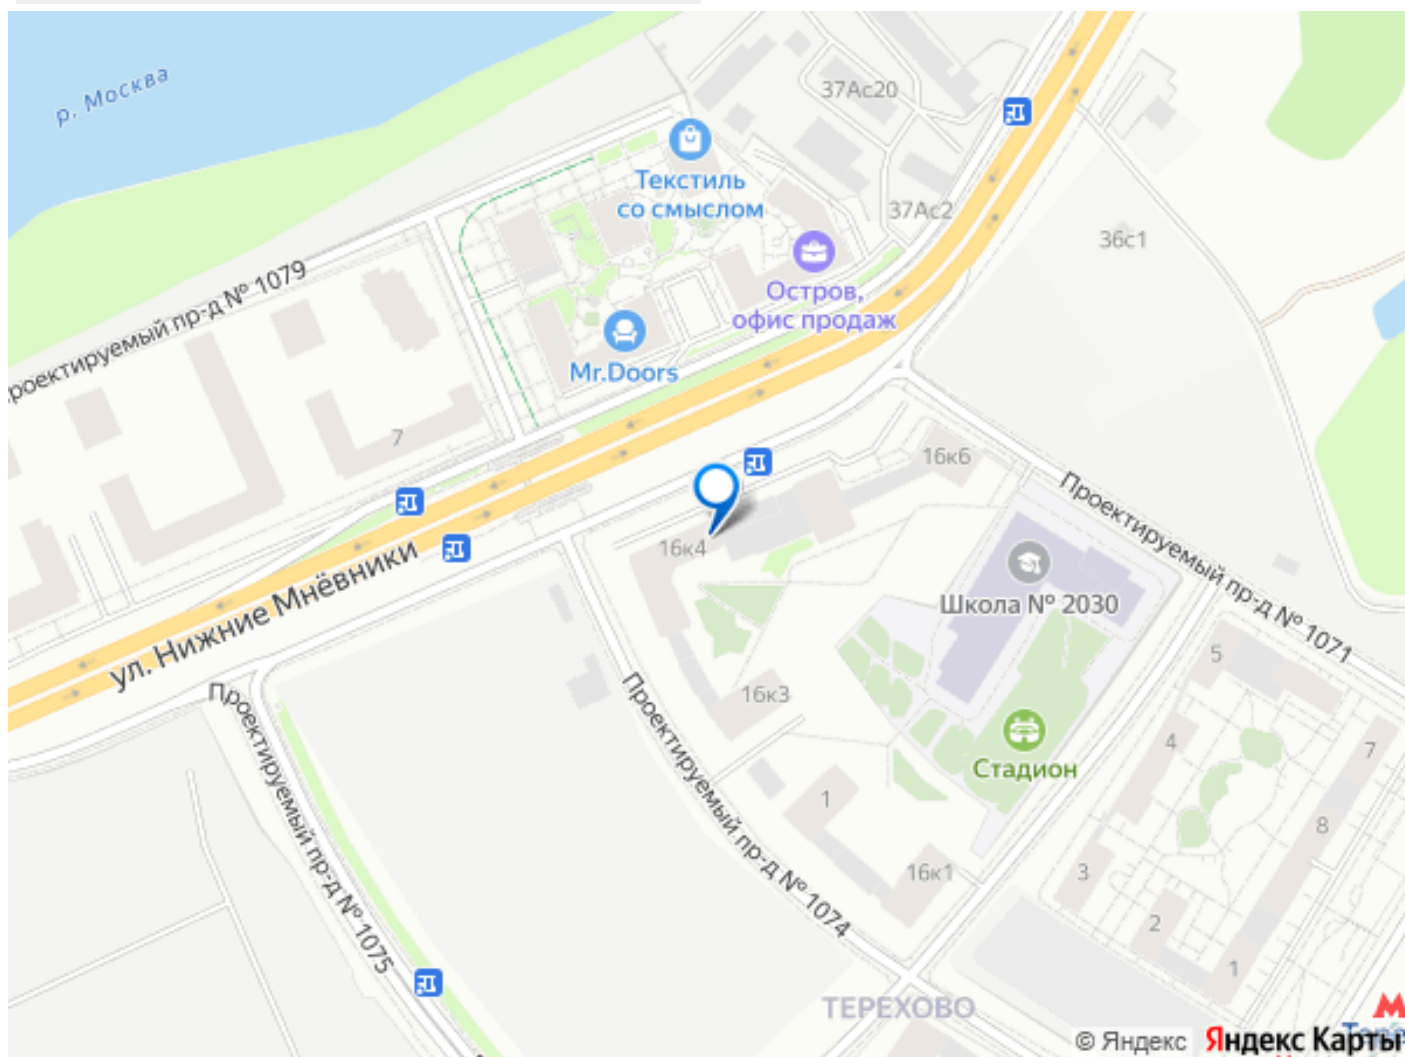 р. Москва
37Ас20
Текстиль
со смыслом
37Ас2
36с1
Остров,
офис продаж
Проектируемый пр-д № 1079
Mr.Doors
7
16к6
Проектируемый пр-д № 1071
16к4
Школа № 2030
ул. Нижние Мнёвники
5
16к3
Проектируемый пр-д № 1075
Проектируемый пр-д № 1074
Стадион
4
7
1
8
16к1
3
2
1
ТЕРЕХОВО
© Яндекс
Яндекс Карты